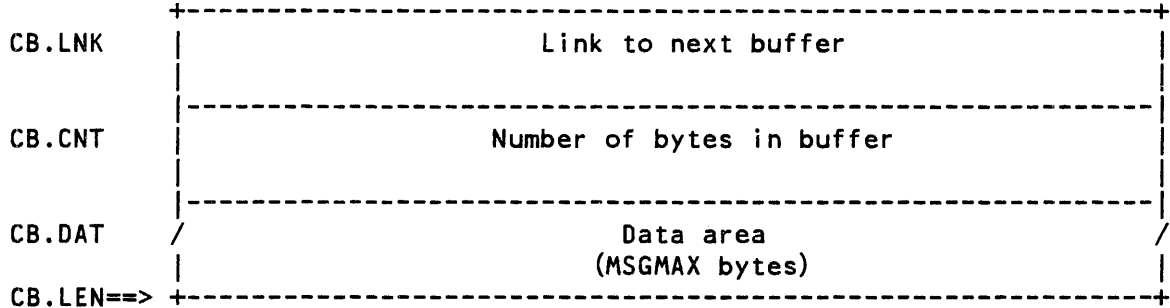 CB.LNK Link to next buffer
CB.CNT Number of bytes in buffer
CB.DAT Data area
(MSGMAX bytes)
CB.LEN==>